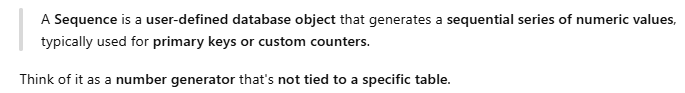 A Sequence is a user-defined database object that generates a sequential series of numeric values,
typically used for primary keys or custom counters.
Think of it as a number generator that's not tied to a specific table.